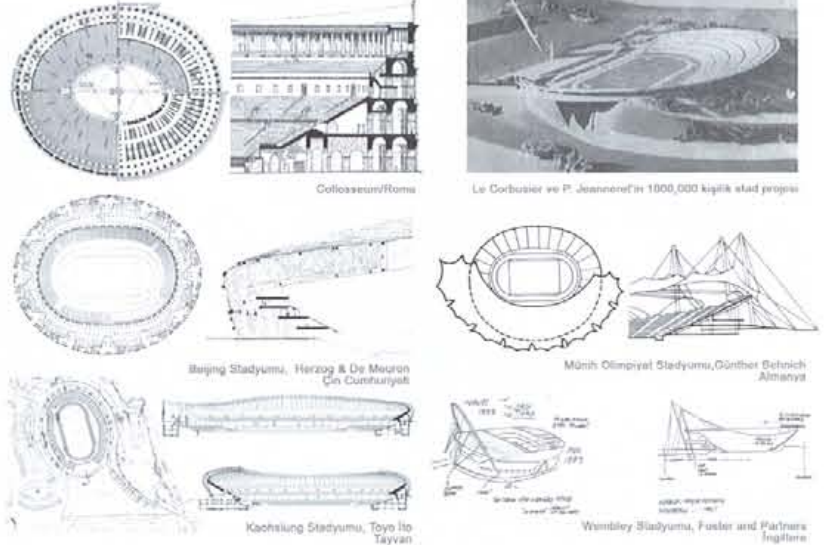 Collosseum/Roma
Le Corbusier ve P. Jeanneret'in 1000,000 kişilik stad projesi
Beijing Stadyumu, Herzog & De Meuron
Çin Cumhuriyeti
Münih Olimpiyat Stadyumu,Günther Behnich
Almanya
Kaohsiung Stadyumu, Toyo Ito
Tayvan
Wembley Stadyumu, Foster and Partners
İngiltere